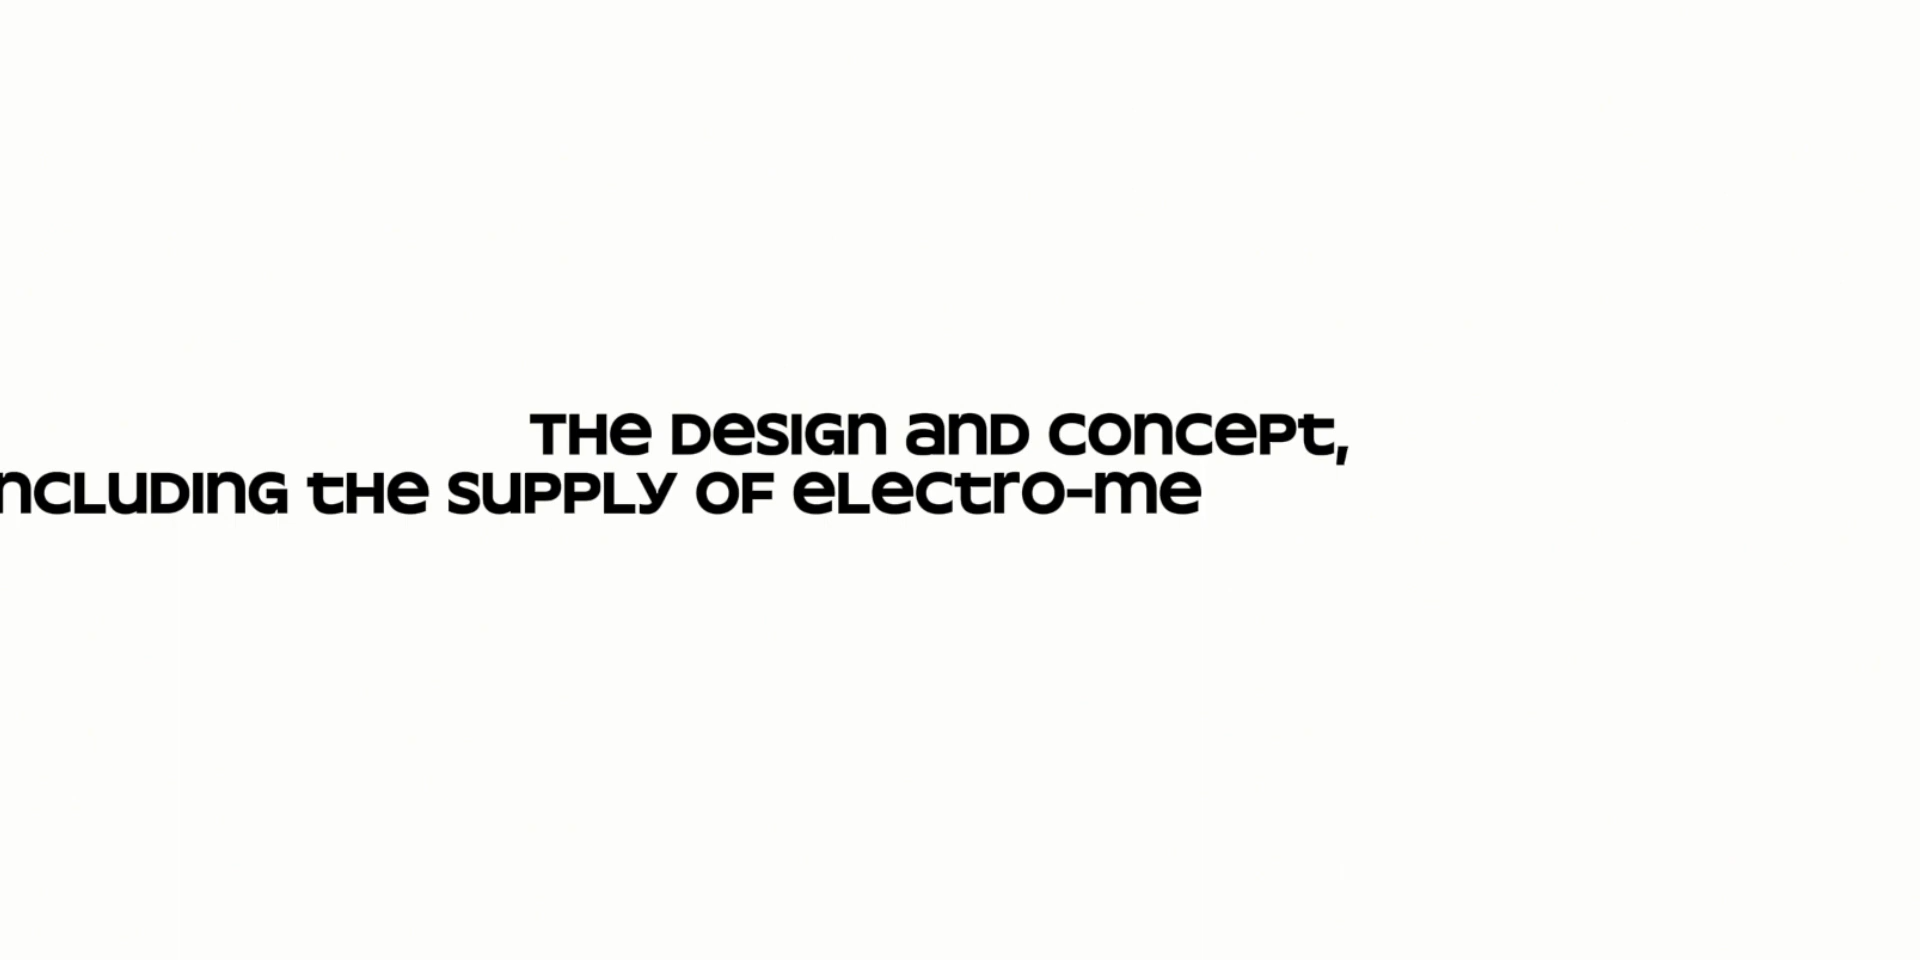 THe DesIGn anD concePt,
ncLuDInG tHe suPPLy oF eLectro-me